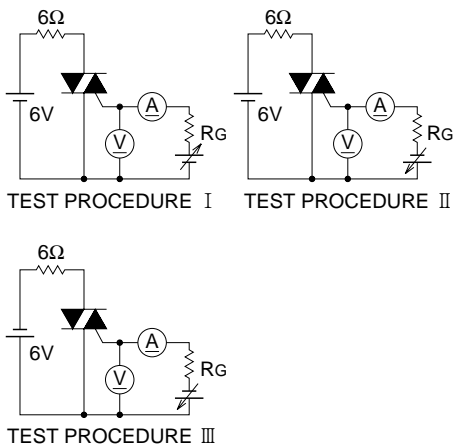 6Ω
6V
A
V
RG
TEST PROCEDURE Ⅰ
6Ω
6V
A
V
RG
TEST PROCEDURE Ⅱ
6Ω
6V
A
V
RG
TEST PROCEDURE Ⅲ